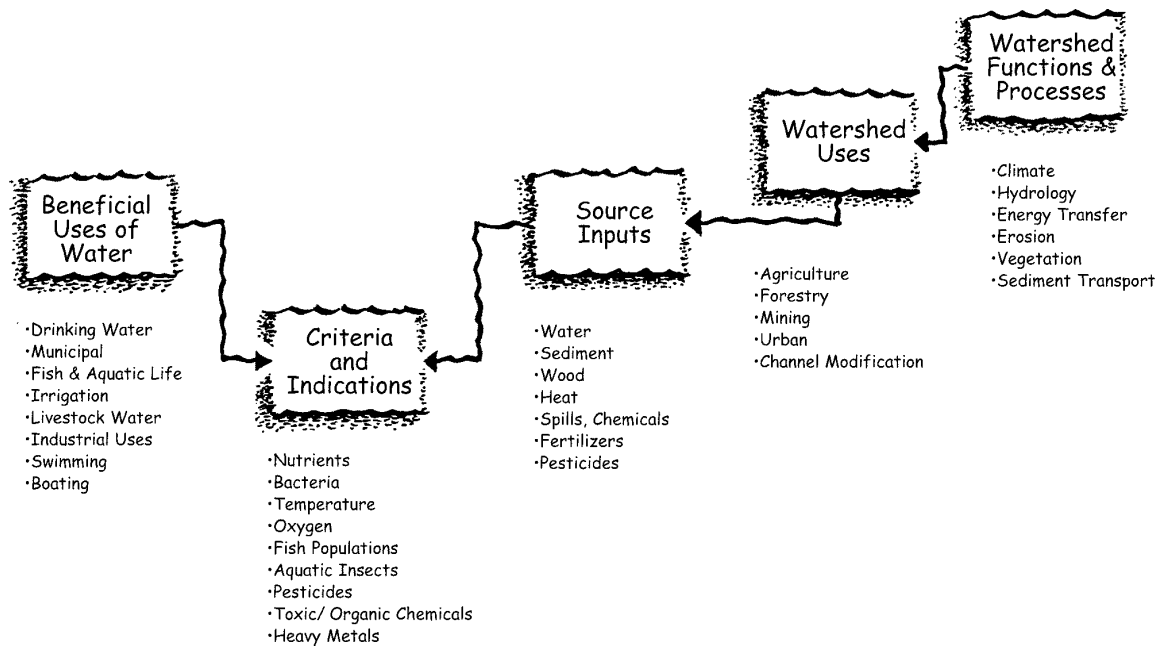 Beneficial
Uses of
Water
·Drinking Water
·Municipal
·Fish & Aquatic Life
·Irrigation
·Livestock Water
·Industrial Uses
·Swimming
·Boating
Criteria
and
Indications
·Nutrients
·Bacteria
·Temperature
·Oxygen
·Fish Populations
·Aquatic Insects
·Pesticides
·Toxic/ Organic Chemicals
·Heavy Metals
Source
Inputs
·Water
·Sediment
·Wood
·Heat
·Spills, Chemicals
·Fertilizers
·Pesticides
Watershed
Uses
·Agriculture
·Forestry
·Mining
·Urban
·Channel Modification
Watershed
Functions &
Processes
·Climate
·Hydrology
·Energy Transfer
·Erosion
·Vegetation
·Sediment Transport